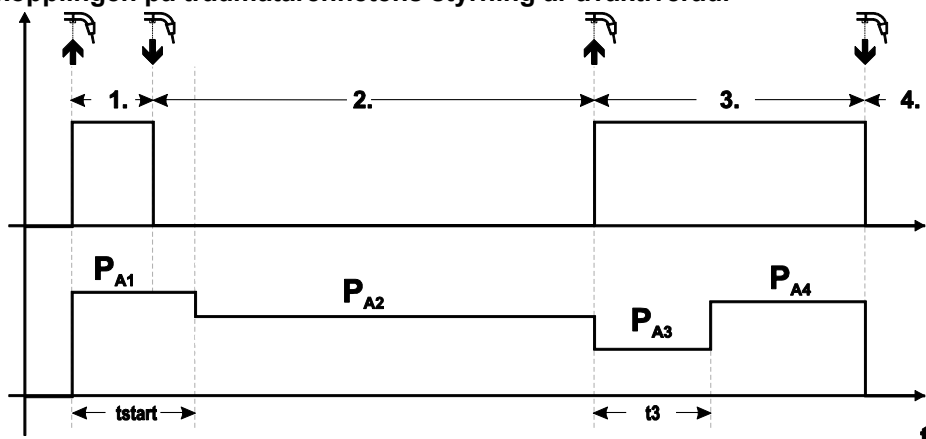 kopplingen på trådmatarenhetens styrning är avaktiverad.
1. 2. 3. 4.
PA1
PA2
PA3
PA4
tstart t3
t